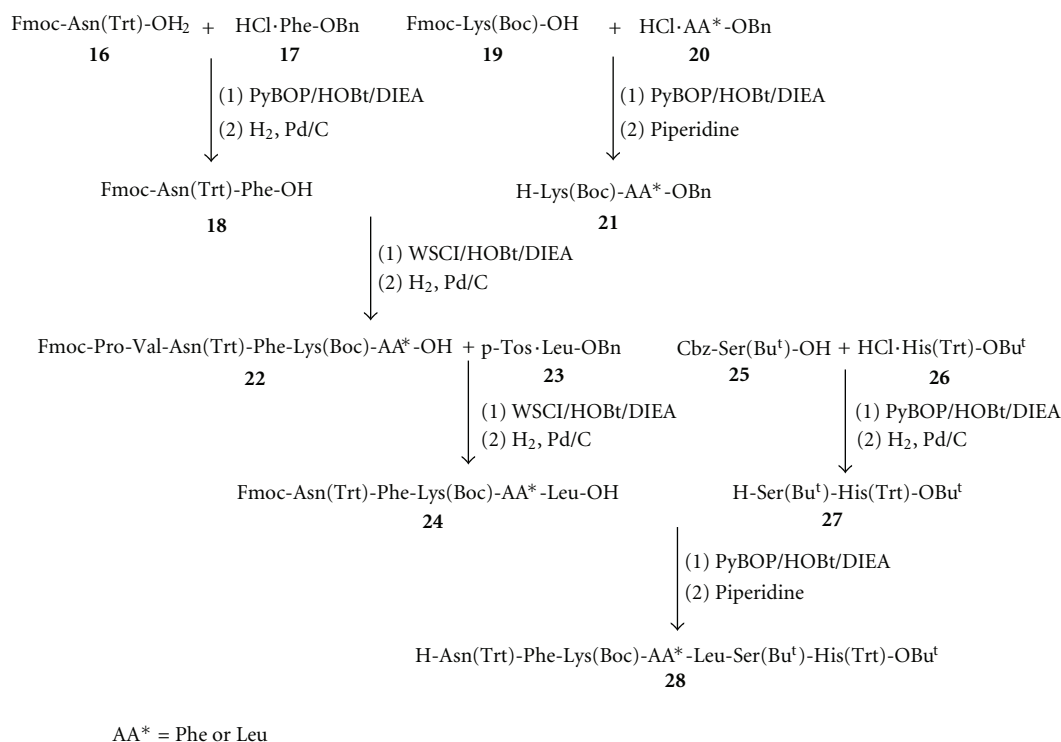 Fmoc-Asn(Trt)-OH₂ + HCl·Phe-OBn
16 17
Fmoc-Lys(Boc)-OH + HCl·AA*-OBn
19 20
(1) PyBOP/HOBt/DIEA
(2) H₂, Pd/C
(1) PyBOP/HOBt/DIEA
(2) Piperidine
Fmoc-Asn(Trt)-Phe-OH
18
H-Lys(Boc)-AA*-OBn
21
(1) WSCI/HOBt/DIEA
(2) H₂, Pd/C
Fmoc-Pro-Val-Asn(Trt)-Phe-Lys(Boc)-AA*-OH + p-Tos·Leu-OBn
22 23
Cbz-Ser(Buᵗ)-OH + HCl·His(Trt)-OBuᵗ
25 26
(1) WSCI/HOBt/DIEA
(2) H₂, Pd/C
(1) PyBOP/HOBt/DIEA
(2) H₂, Pd/C
Fmoc-Asn(Trt)-Phe-Lys(Boc)-AA*-Leu-OH
24
H-Ser(Buᵗ)-His(Trt)-OBuᵗ
27
(1) PyBOP/HOBt/DIEA
(2) Piperidine
H-Asn(Trt)-Phe-Lys(Boc)-AA*-Leu-Ser(Buᵗ)-His(Trt)-OBuᵗ
28
AA* = Phe or Leu